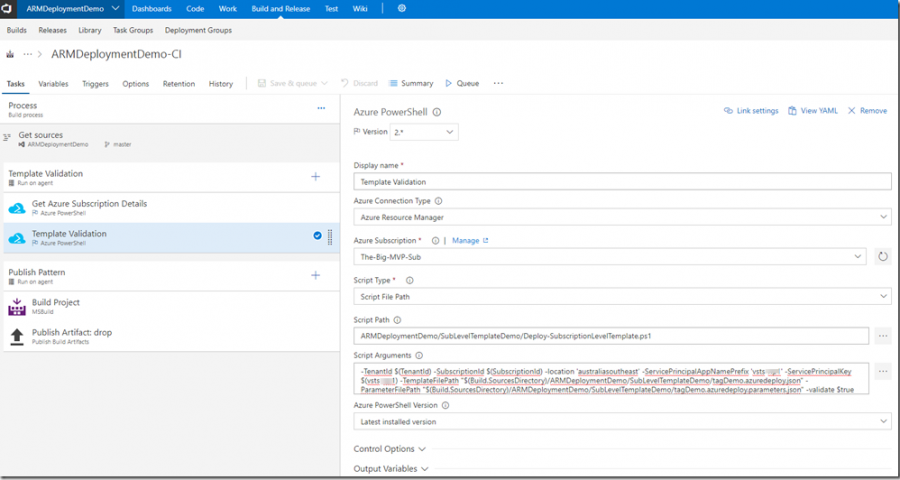 ARMDeploymentDemo Dashboards Code Work Build and Release Test Wiki
Builds Releases Library Task Groups Deployment Groups
... > ARMDeploymentDemo-CI
Tasks Variables Triggers Options Retention History Save & queue Discard Summary Queue ...
Process
Build process
...
Get sources
ARMDeploymentDemo master
Template Validation
Run on agent
Get Azure Subscription Details
Azure PowerShell
Template Validation
Azure PowerShell
Publish Pattern
Run on agent
Build Project
MSBuild
Publish Artifact: drop
Publish Build Artifacts
Azure PowerShell
Link settings View YAML Remove
Version 2.*
Display name *
Template Validation
Azure Connection Type
Azure Resource Manager
Azure Subscription * | Manage
The-Big-MVP-Sub
Script Type *
Script File Path
Script Path
ARMDeploymentDemo/SubLevelTemplateDemo/Deploy-SubscriptionLevelTemplate.ps1
...
Script Arguments
-TenantId $(TenantId) -SubscriptionId $(SubscriptionId) -location 'australiasoutheast' -ServicePrincipalAppNamePrefix 'vsts- -ServicePrincipalKey
$(vsts- -TemplateFilePath "$(Build.SourcesDirectory)/ARMDeploymentDemo/SubLevelTemplateDemo/tagDemo.azuredeploy.json" -
ParameterFilePath "$(Build.SourcesDirectory)/ARMDeploymentDemo/SubLevelTemplateDemo/tagDemo.azuredeploy.parameters.json" -validate $true
...
Azure PowerShell Version
Latest installed version
Control Options
Output Variables